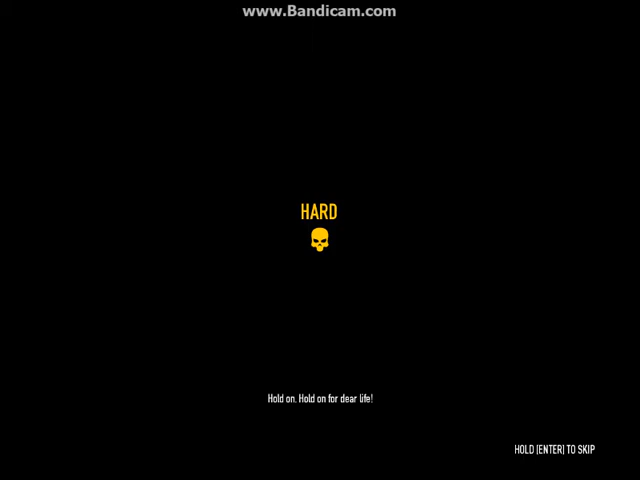 www.Bandicam.com
HARD
Hold on. Hold on for dear life!
HOLD [ENTER] TO SKIP